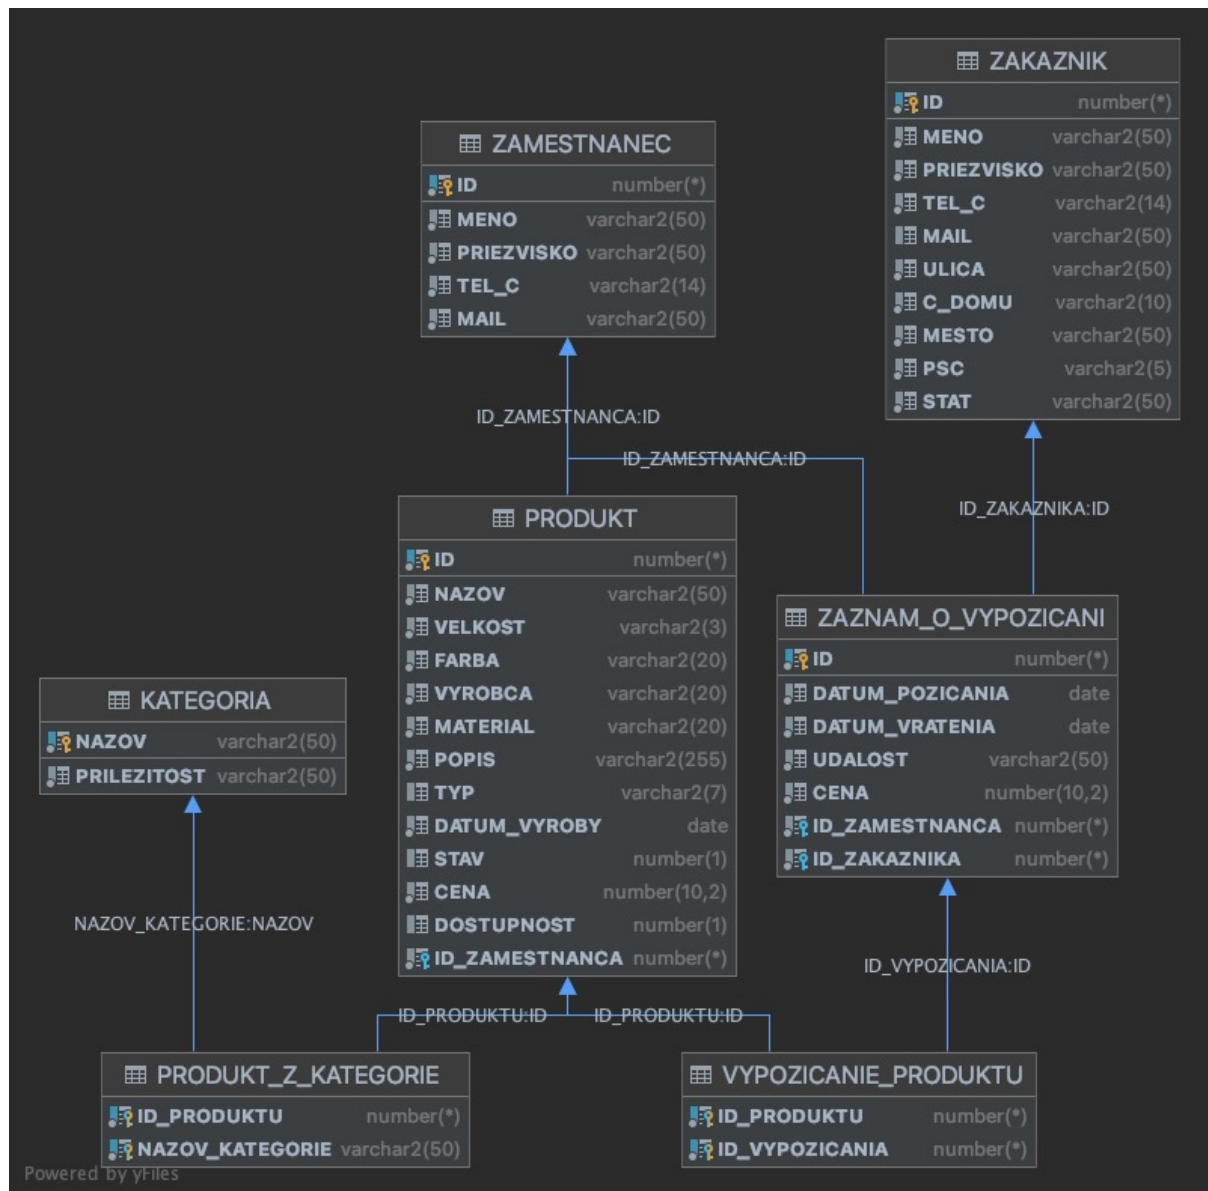 ZAKAZNIK
ID number(*)
MENO varchar2(50)
PRIEZVISKO varchar2(50)
TEL_C varchar2(14)
MAIL varchar2(50)
ULICA varchar2(50)
C_DOMU varchar2(10)
MESTO varchar2(50)
PSC varchar2(5)
STAT varchar2(50)
ZAMESTNANEC
ID number(*)
MENO varchar2(50)
PRIEZVISKO varchar2(50)
TEL_C varchar2(14)
MAIL varchar2(50)
ID_ZAMESTNANCA:ID
ID_ZAMESTNANCA:ID
ID_ZAKAZNIKA:ID
PRODUKT
ID number(*)
NAZOV varchar2(50)
VELKOST varchar2(3)
FARBA varchar2(20)
VYROBCA varchar2(20)
MATERIAL varchar2(20)
POPIS varchar2(255)
TYP varchar2(7)
DATUM_VYROBY date
STAV number(1)
CENA number(10,2)
DOSTUPNOST number(1)
ID_ZAMESTNANCA number(*)
ZAZNAM_O_VYPOZICANI
ID number(*)
DATUM_POZICANIA date
DATUM_VRATENIA date
UDALOST varchar2(50)
CENA number(10,2)
ID_ZAMESTNANCA number(*)
ID_ZAKAZNIKA number(*)
KATEGORIA
NAZOV varchar2(50)
PRILEZITOST varchar2(50)
NAZOV_KATEGORIE:NAZOV
ID_VYPOZICANIA:ID
ID_PRODUKTU:ID
ID_PRODUKTU:ID
PRODUKT_Z_KATEGORIE
ID_PRODUKTU number(*)
NAZOV_KATEGORIE varchar2(50)
VYPOZICANIE_PRODUKTU
ID_PRODUKTU number(*)
ID_VYPOZICANIA number(*)
Powered by yFiles